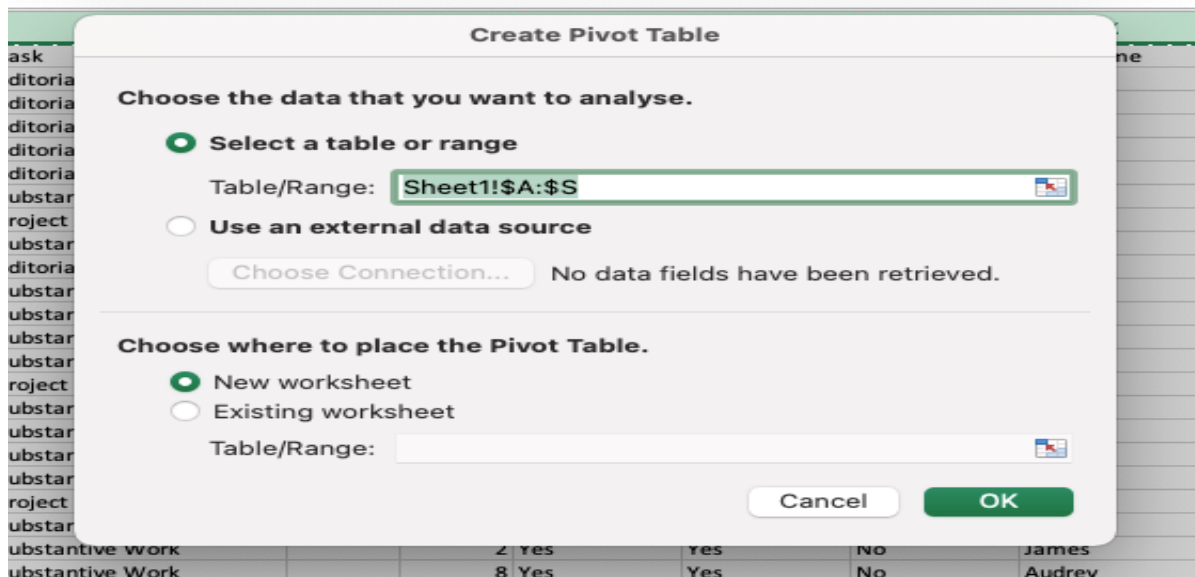 Create Pivot Table
ask
me
ditoria
Choose the data that you want to analyse.
ditoria
ditoria
ditoria
Select a table or range
ditoria
Table/Range: Sheet1!$A:$S
ubstar
roject
Use an external data source
ubstar
ditoria
Choose Connection... No data fields have been retrieved.
ubstar
ubstar
ubstar
Choose where to place the Pivot Table.
ubstar
roject
New worksheet
ubstar
Existing worksheet
ubstar
Table/Range:
ubstar
ubstar
roject
Cancel OK
ubstar
ubstantive Work 2 Yes Yes No James
ubstantive Work 8 Yes Yes No Audrey